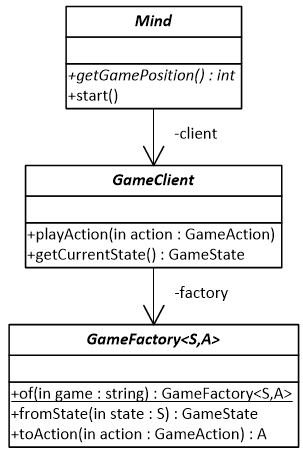 Mind
+getGamePosition() : int
+start()
-client
GameClient
+playAction(in action : GameAction)
+getCurrentState() : GameState
-factory
GameFactory<S,A>
+of(in game : string) : GameFactory<S,A>
+fromState(in state : S) : GameState
+toAction(in action : GameAction) : A